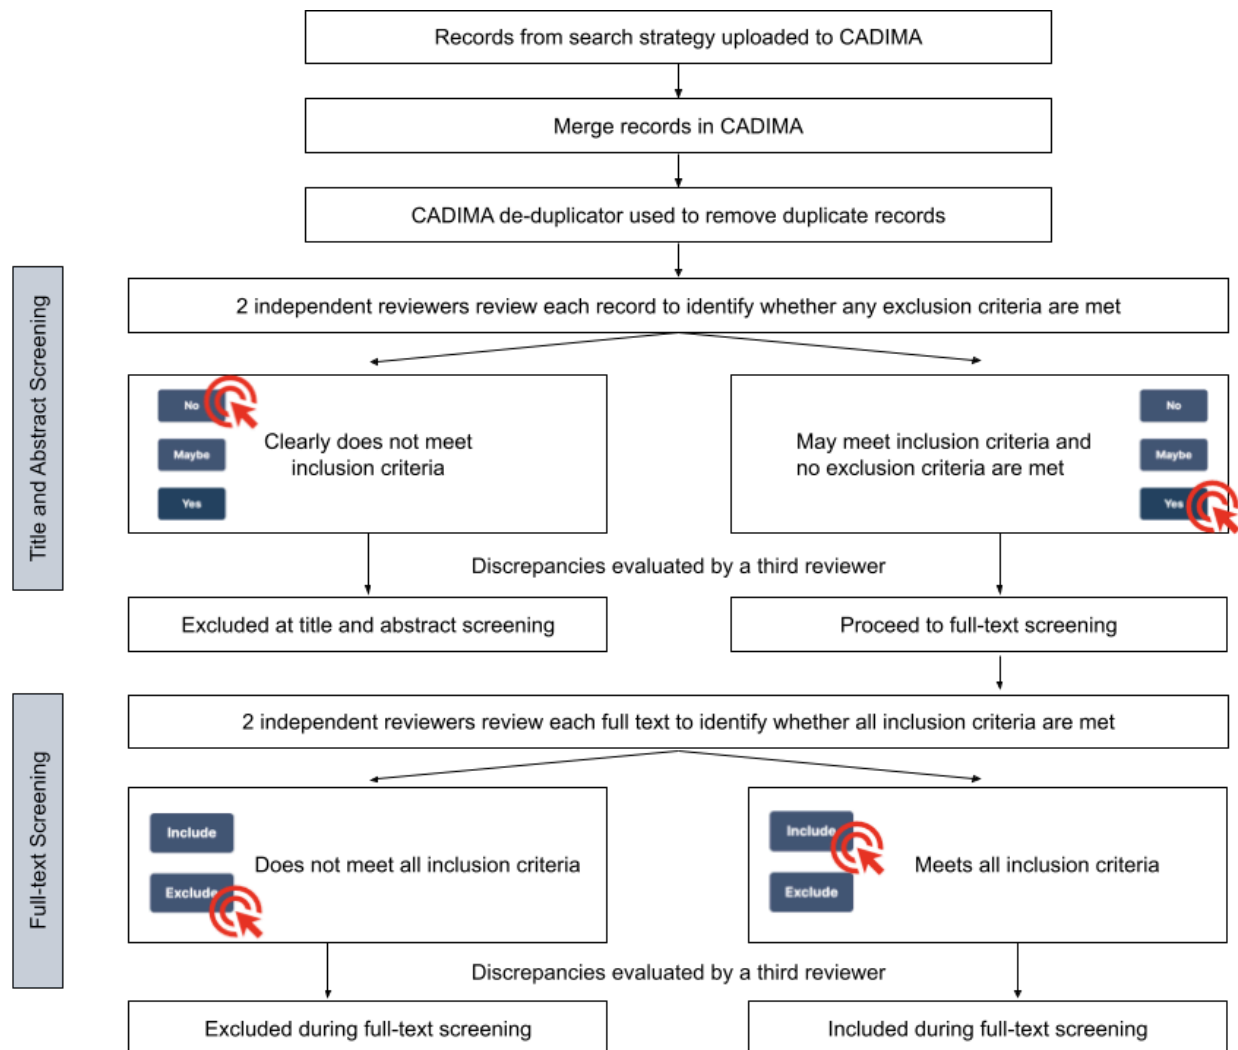 Records from search strategy uploaded to CADIMA
Merge records in CADIMA
CADIMA de-duplicator used to remove duplicate records
Title and Abstract Screening
2 independent reviewers review each record to identify whether any exclusion criteria are met
No
Maybe
Yes
Clearly does not meet
inclusion criteria
May meet inclusion criteria and
no exclusion criteria are met
No
Maybe
Yes
Discrepancies evaluated by a third reviewer
Excluded at title and abstract screening
Proceed to full-text screening
Full-text Screening
2 independent reviewers review each full text to identify whether all inclusion criteria are met
Include
Exclude
Does not meet all inclusion criteria
Include
Exclude
Meets all inclusion criteria
Discrepancies evaluated by a third reviewer
Excluded during full-text screening
Included during full-text screening